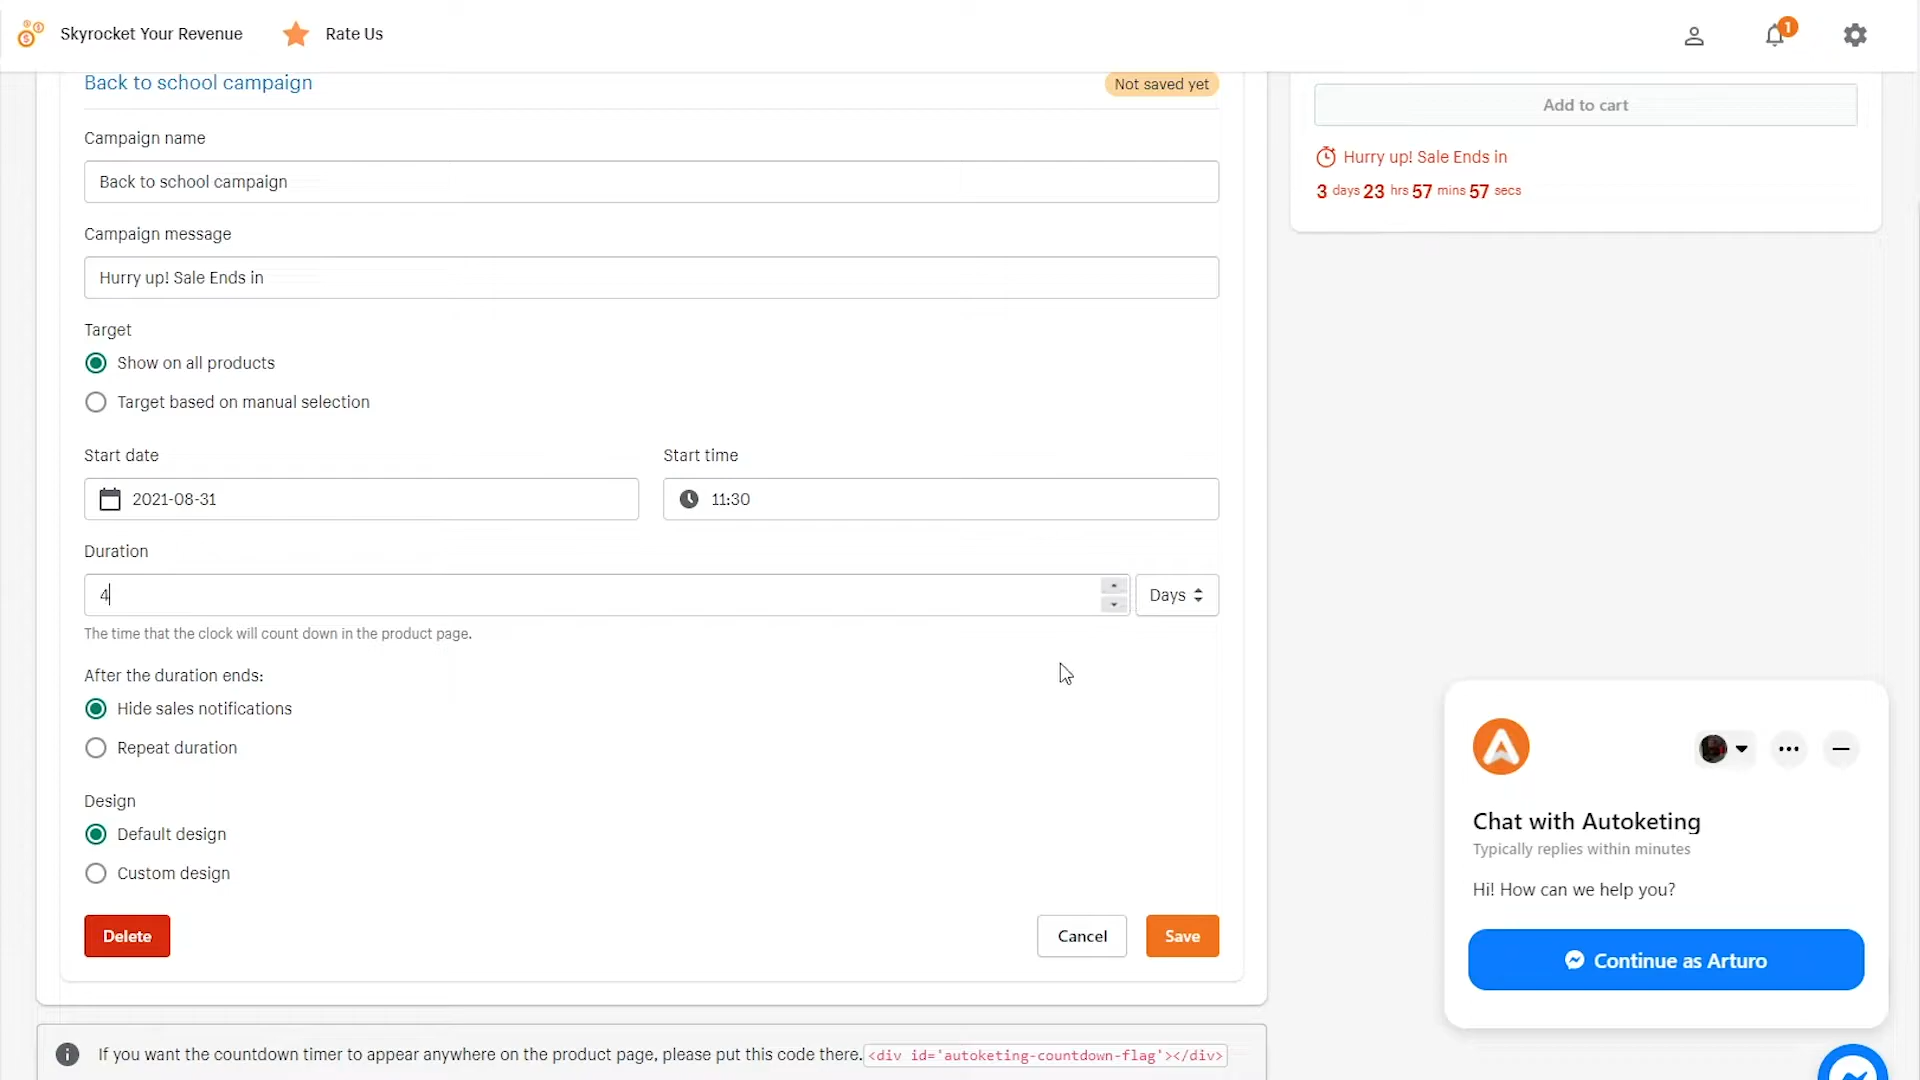 Skyrocket Your Revenue
Rate Us
1
Back to school campaign
Not saved yet
Campaign name
Back to school campaign
Campaign message
Hurry up! Sale Ends in
Target
Show on all products
Target based on manual selection
Start date
Start time
2021-08-31
11:30
Duration
4
Days
The time that the clock will count down in the product page.
After the duration ends:
Hide sales notifications
Repeat duration
Design
Default design
Custom design
Delete
Cancel
Save
If you want the countdown timer to appear anywhere on the product page, please put this code there. <div id='autoketing-countdown-flag'></div>
Add to cart
Hurry up! Sale Ends in
3 days 23 hrs 57 mins 57 secs
Chat with Autoketing
Typically replies within minutes
Hi! How can we help you?
Continue as Arturo